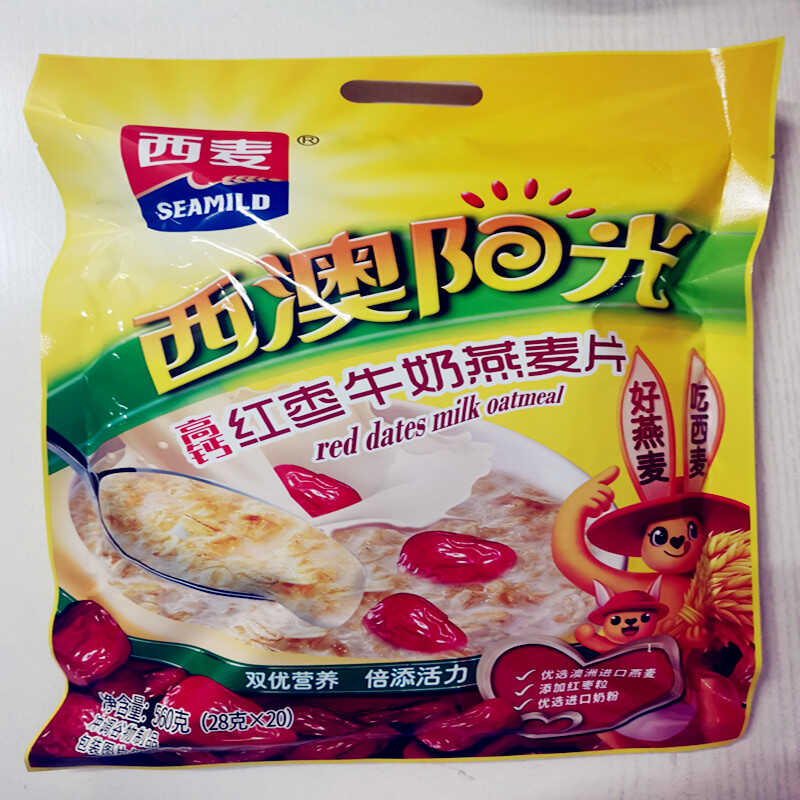 西麦®
SEAMILD
西澳阳光
高钙红枣牛奶燕麦片
red dates milk oatmeal
好燕麦
吃西麦
双优营养 倍添活力
✓ 优选澳洲进口燕麦
✓ 添加红枣粒
✓ 优选进口奶粉
净含量：560克（28克×20）